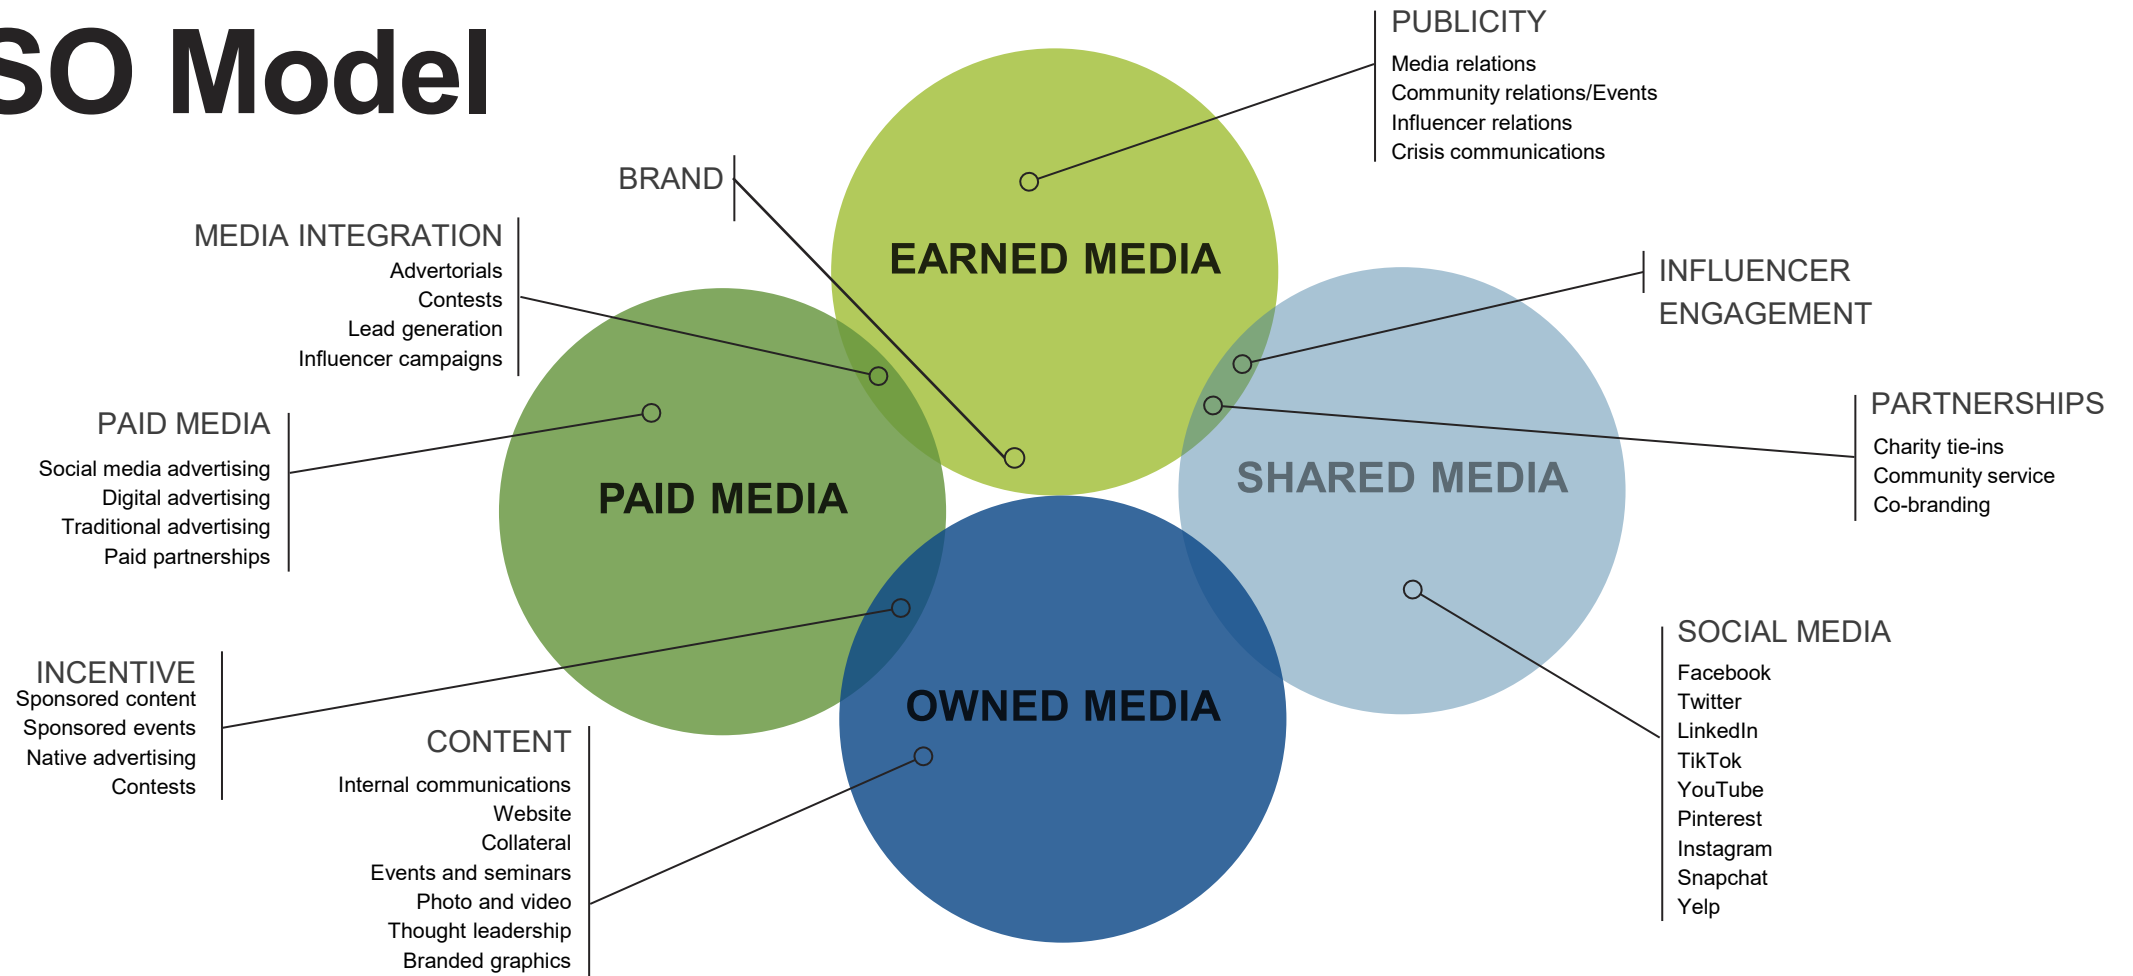 SO Model
PUBLICITY
Media relations
Community relations/Events
Influencer relations
Crisis communications
BRAND
MEDIA INTEGRATION
Advertorials
Contests
Lead generation
Influencer campaigns
EARNED MEDIA
INFLUENCER
ENGAGEMENT
PAID MEDIA
Social media advertising
Digital advertising
Traditional advertising
Paid partnerships
PAID MEDIA
SHARED MEDIA
PARTNERSHIPS
Charity tie-ins
Community service
Co-branding
INCENTIVE
Sponsored content
Sponsored events
Native advertising
Contests
OWNED MEDIA
SOCIAL MEDIA
Facebook
Twitter
LinkedIn
TikTok
YouTube
Pinterest
Instagram
Snapchat
Yelp
CONTENT
Internal communications
Website
Collateral
Events and seminars
Photo and video
Thought leadership
Branded graphics